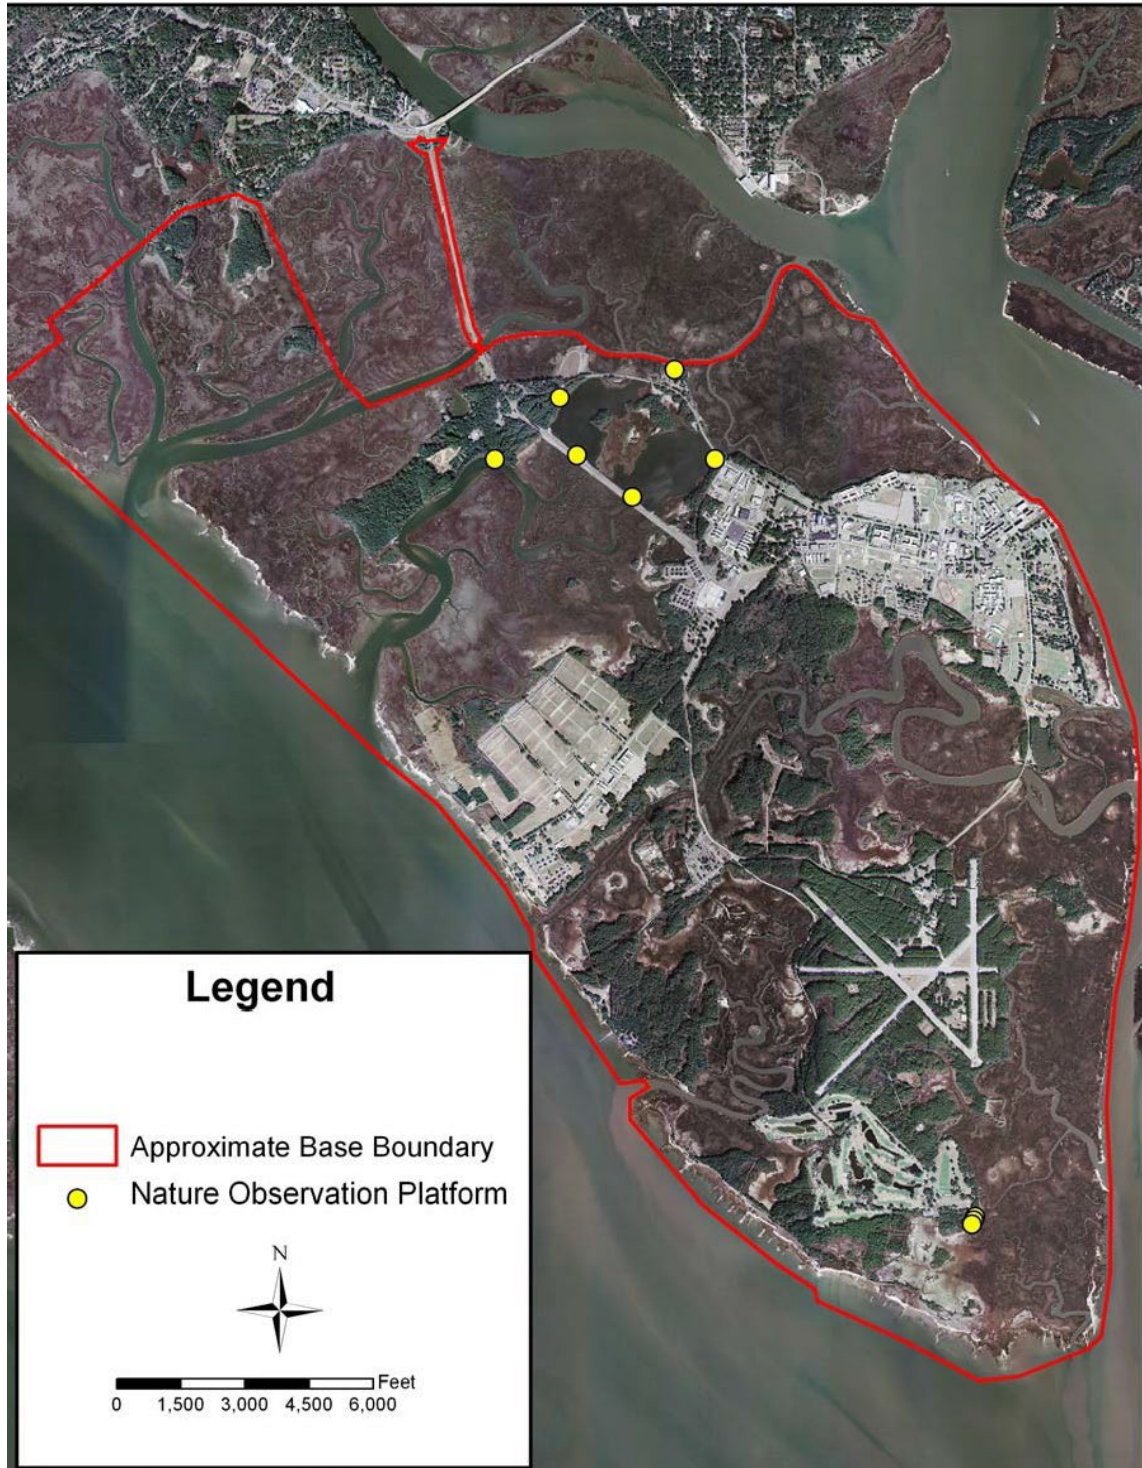 Legend
Approximate Base Boundary
Nature Observation Platform
N
Feet
0 1,500 3,000 4,500 6,000